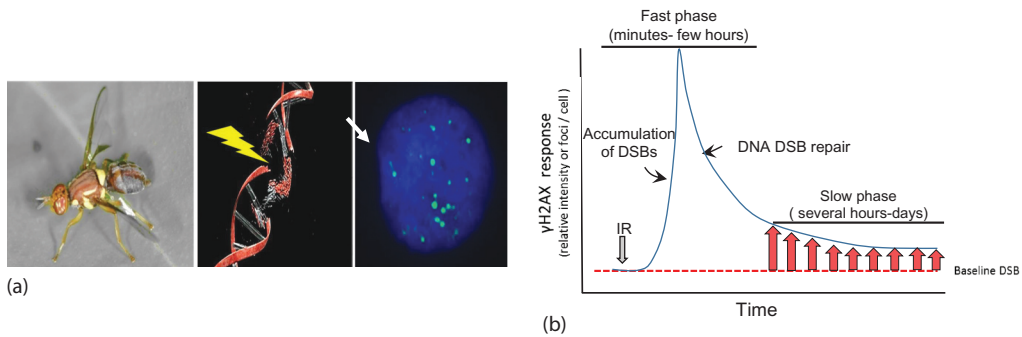 (a)
Fast phase
(minutes- few hours)
γH2AX response
(relative intensity or foci / cell)
Accumulation
of DSBs
DNA DSB repair
IR
Slow phase
( several hours-days)
Baseline DSB
Time
(b)